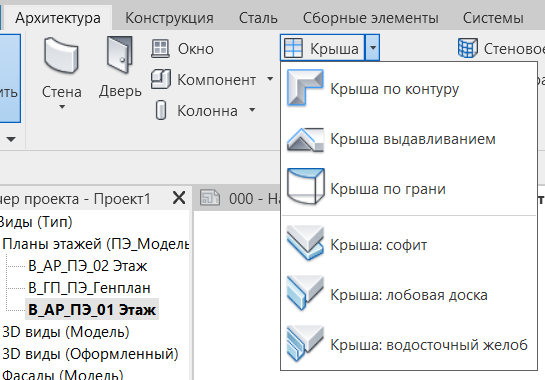 Архитектура Конструкция Сталь Сборные элементы Системы
Окно Крыша Стеновое
Стена Дверь Компонент
ить
Колонна
Крыша по контуру
Крыша выдавливанием
Крыша по грани
Крыша: софит
Крыша: лобовая доска
Крыша: водосточный желоб
чер проекта - Проект1
000 - На
Виды (Тип)
Планы этажей (ПЭ_Модель
В_АР_ПЭ_02 Этаж
В_ГП_ПЭ_Генплан
В_АР_ПЭ_01 Этаж
3D виды (Модель)
3D виды (Оформленный)
Фасады (Модель)